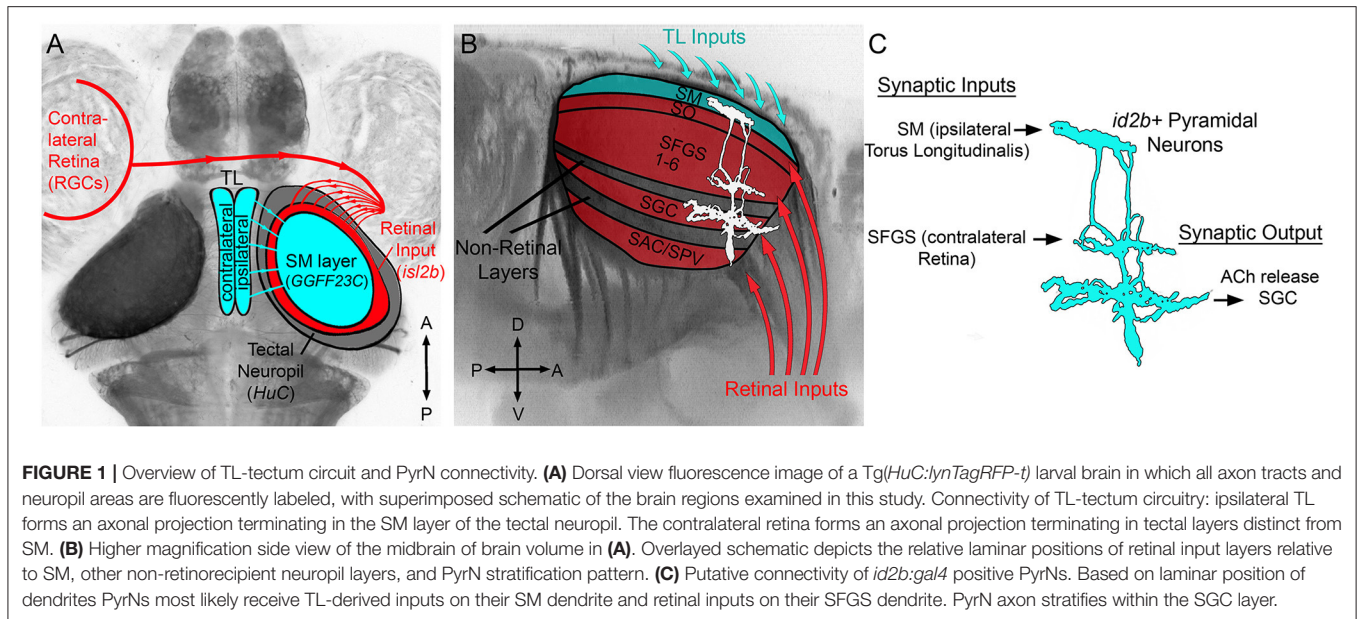 A
Contra-
lateral
Retina
(RGCs)
TL
contralateral
ipsilateral
SM layer
(GGFF23C)
Retinal
Input
(isl2b)
Tectal
Neuropil
(HuC)
A
P
B
TL Inputs
SM
SO
SFGS
1-6
SGC
SAC/SPV
Non-Retinal
Layers
D
P
A
V
Retinal Inputs
C
Synaptic Inputs
SM (ipsilateral
Torus Longitudinalis)
id2b+ Pyramidal
Neurons
SFGS (contralateral
Retina)
Synaptic Output
ACh release
SGC
FIGURE 1 | Overview of TL-tectum circuit and PyrN connectivity. (A) Dorsal view fluorescence image of a Tg(HuC:lynTagRFP-t) larval brain in which all axon tracts and
neuropil areas are fluorescently labeled, with superimposed schematic of the brain regions examined in this study. Connectivity of TL-tectum circuitry: ipsilateral TL
forms an axonal projection terminating in the SM layer of the tectal neuropil. The contralateral retina forms an axonal projection terminating in tectal layers distinct from
SM. (B) Higher magnification side view of the midbrain of brain volume in (A). Overlayed schematic depicts the relative laminar positions of retinal input layers relative
to SM, other non-retinorecipient neuropil layers, and PyrN stratification pattern. (C) Putative connectivity of id2b:gal4 positive PyrNs. Based on laminar position of
dendrites PyrNs most likely receive TL-derived inputs on their SM dendrite and retinal inputs on their SFGS dendrite. PyrN axon stratifies within the SGC layer.